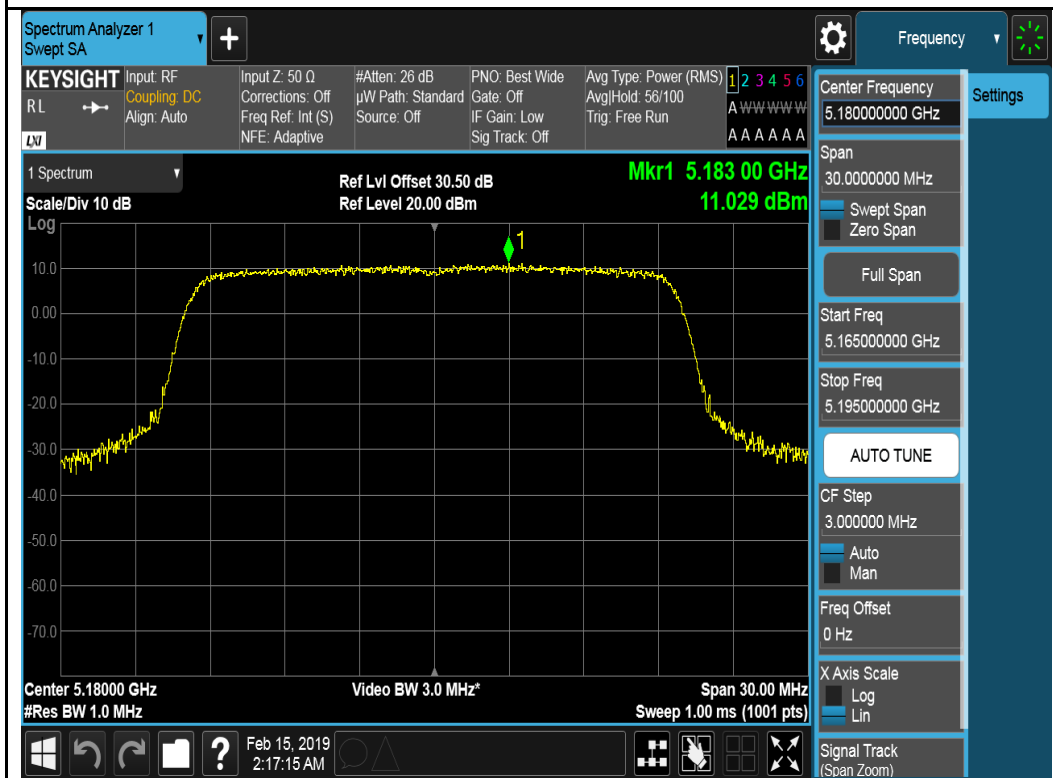 Spectrum Analyzer 1
Swept SA
+
Frequency
KEYSIGHT
RL
LXI
Input: RF
Coupling: DC
Align: Auto
Input Z: 50 Ω
Corrections: Off
Freq Ref: Int (S)
NFE: Adaptive
#Atten: 26 dB
µW Path: Standard
Source: Off
PNO: Best Wide
Gate: Off
IF Gain: Low
Sig Track: Off
Avg Type: Power (RMS)
Avg|Hold: 56/100
Trig: Free Run
1 2 3 4 5 6
A W W W W W
A A A A A A
1 Spectrum
Scale/Div 10 dB
Log
Ref Lvl Offset 30.50 dB
Ref Level 20.00 dBm
Mkr1 5.183 00 GHz
11.029 dBm
1
10.0
0.00
-10.0
-20.0
-30.0
-40.0
-50.0
-60.0
-70.0
Center 5.18000 GHz
#Res BW 1.0 MHz
Video BW 3.0 MHz*
Span 30.00 MHz
Sweep 1.00 ms (1001 pts)
?
Feb 15, 2019
2:17:15 AM
Center Frequency
5.180000000 GHz
Span
30.0000000 MHz
Swept Span
Zero Span
Full Span
Start Freq
5.165000000 GHz
Stop Freq
5.195000000 GHz
AUTO TUNE
CF Step
3.000000 MHz
Auto
Man
Freq Offset
0 Hz
X Axis Scale
Log
Lin
Signal Track
(Span Zoom)
Settings